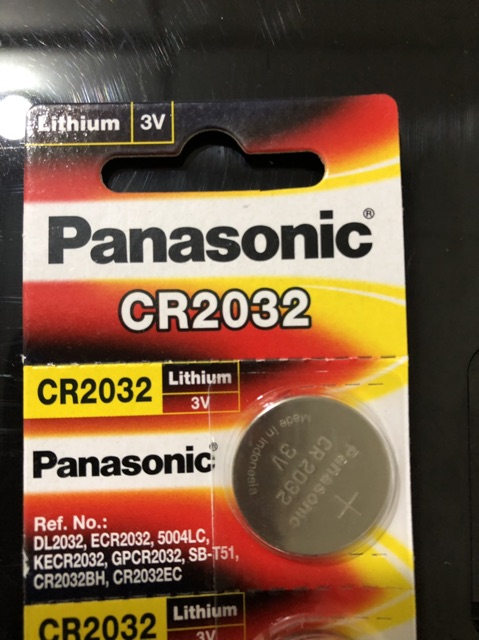 Lithium 3V
Panasonic®
CR2032
CR2032 Lithium
3V
Panasonic®
Ref. No.:
DL2032, ECR2032, 5004LC,
KECR2032, GPCR2032, SB-T51,
CR2032BH, CR2032EC
Made in Indonesia
3V
CR2032
Panasonic
+
CR2032 Lithium
3V